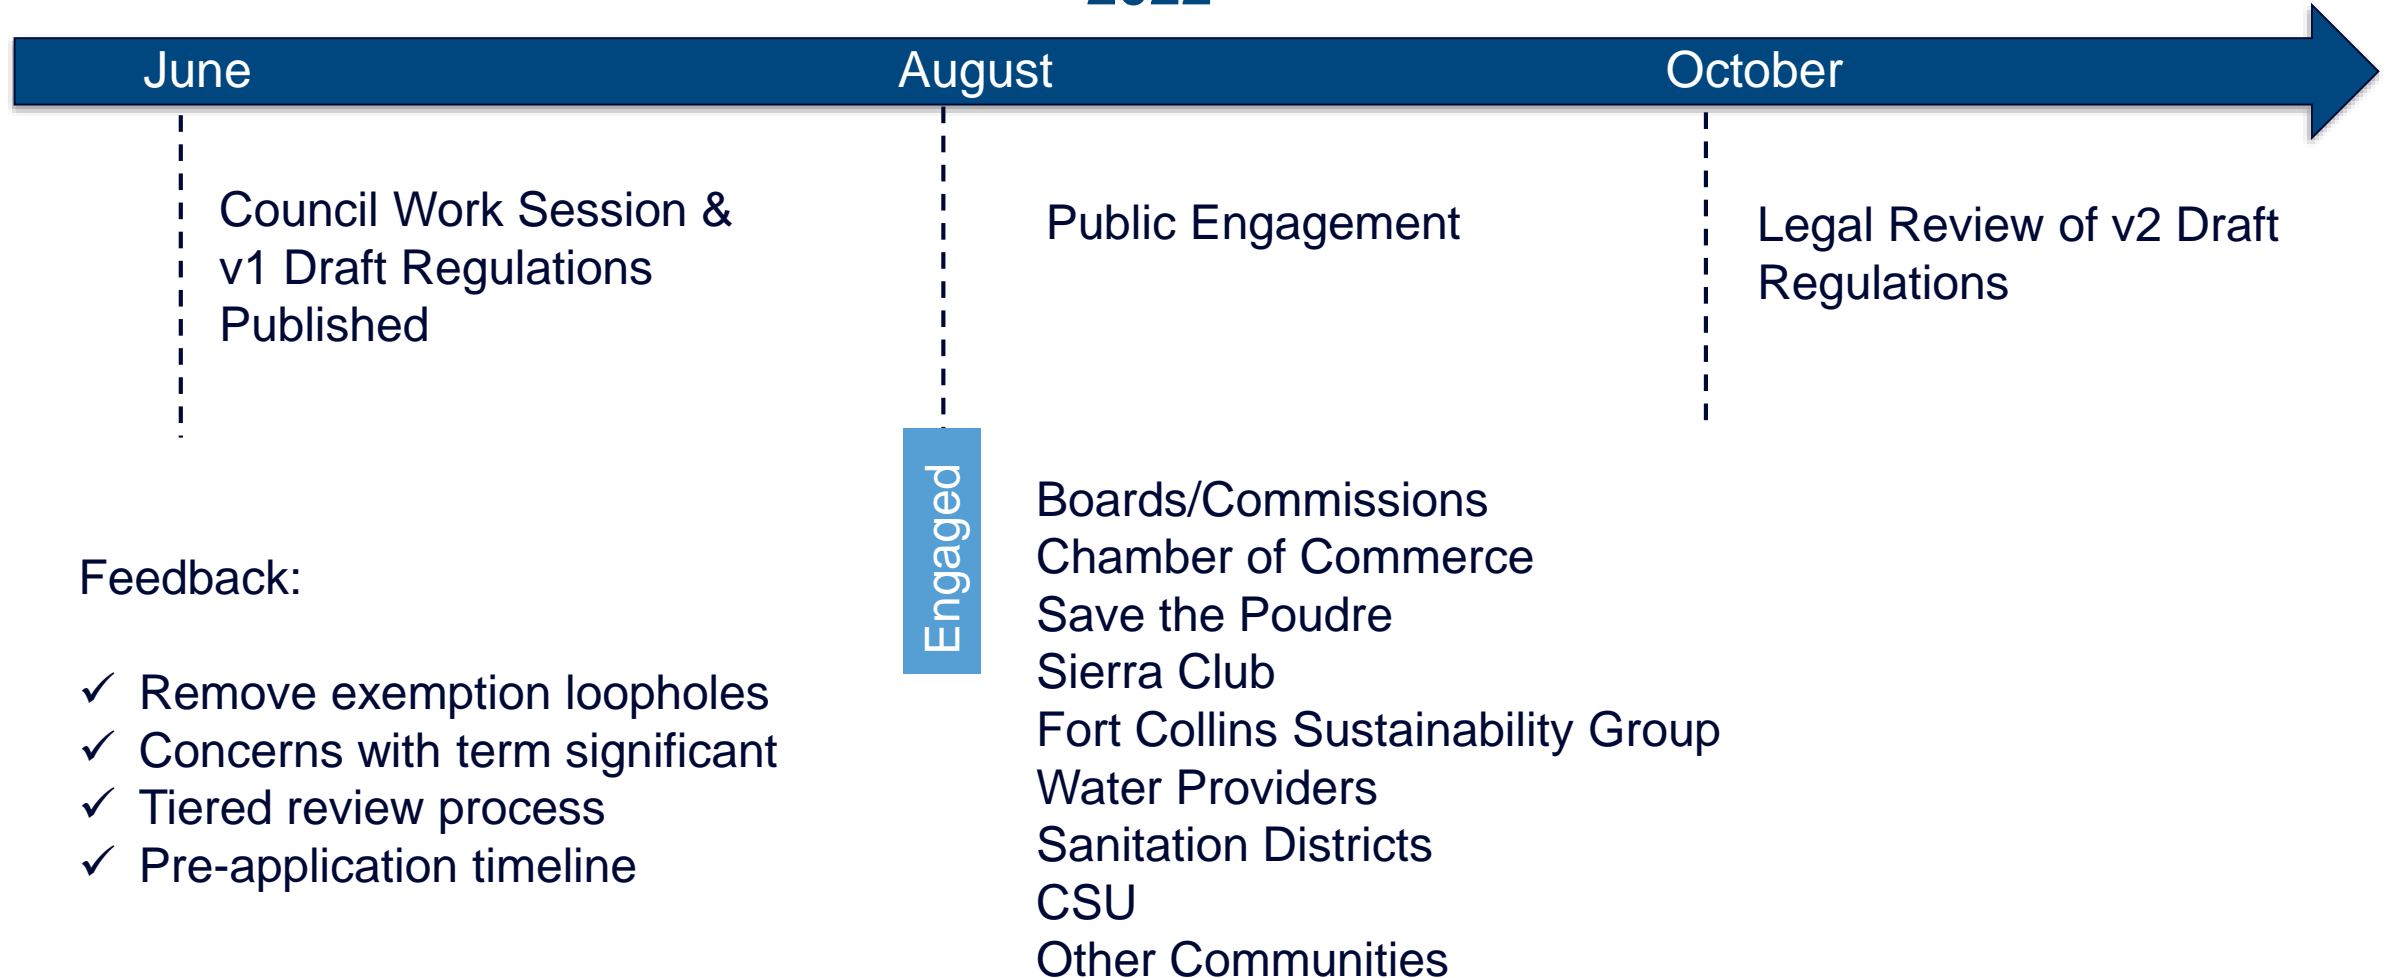 2022
June
August
October
Council Work Session &
v1 Draft Regulations
Published
Public Engagement
Legal Review of v2 Draft
Regulations
Feedback:
✓ Remove exemption loopholes
✓ Concerns with term significant
✓ Tiered review process
✓ Pre-application timeline
Engaged
Boards/Commissions
Chamber of Commerce
Save the Poudre
Sierra Club
Fort Collins Sustainability Group
Water Providers
Sanitation Districts
CSU
Other Communities